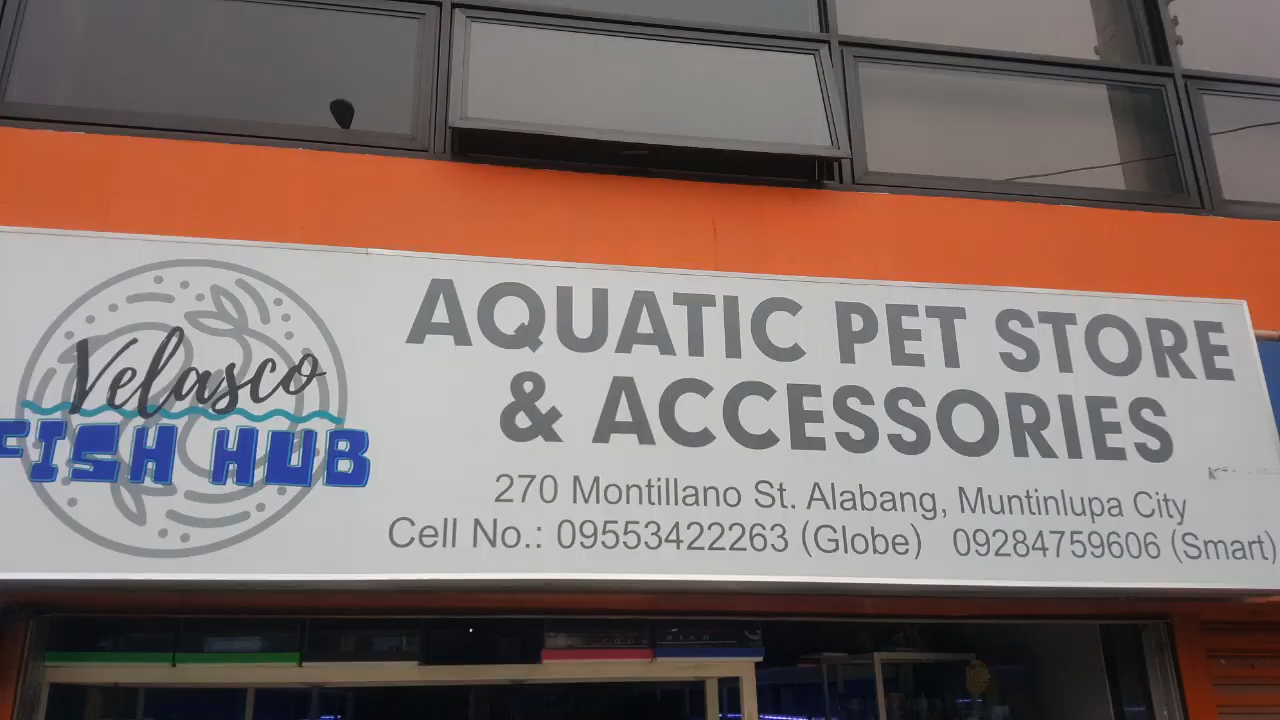 Velasco
FISH HUB
AQUATIC PET STORE
& ACCESSORIES
270 Montillano St. Alabang, Muntinlupa City
Cell No.: 09553422263 (Globe) 09284759606 (Smart)